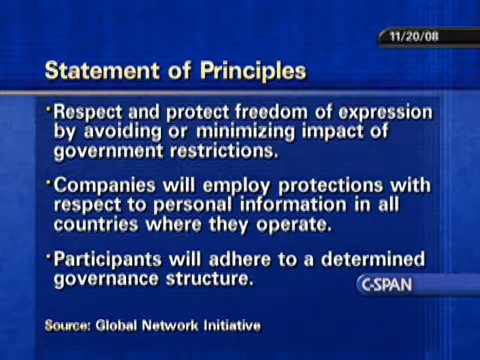 11/20/08
Statement of Principles
·Respect and protect freedom of expression
by avoiding or minimizing impact of
government restrictions.
·Companies will employ protections with
respect to personal information in all
countries where they operate.
·Participants will adhere to a determined
governance structure.
C-SPAN
Source: Global Network Initiative